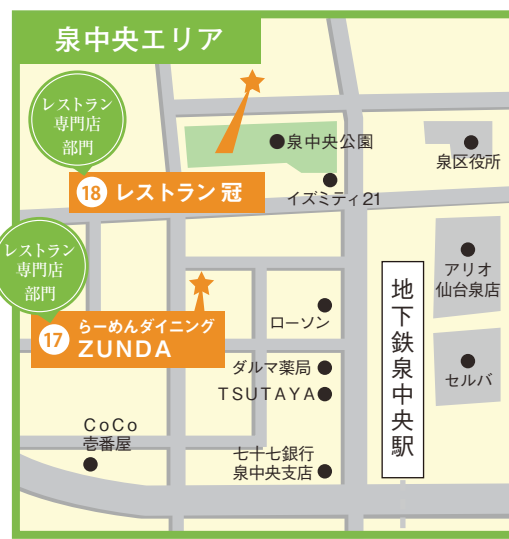 泉中央エリア
レストラン
専門店
部門
泉中央公園
泉区役所
18 レストラン 冠
イズミティ21
レストラン
専門店
部門
アリオ
仙台泉店
地下鉄泉中央駅
17 らーめんダイニング
ZUNDA
ローソン
ダルマ薬局
TSUTAYA
セルバ
CoCo
壱番屋
七十七銀行
泉中央支店